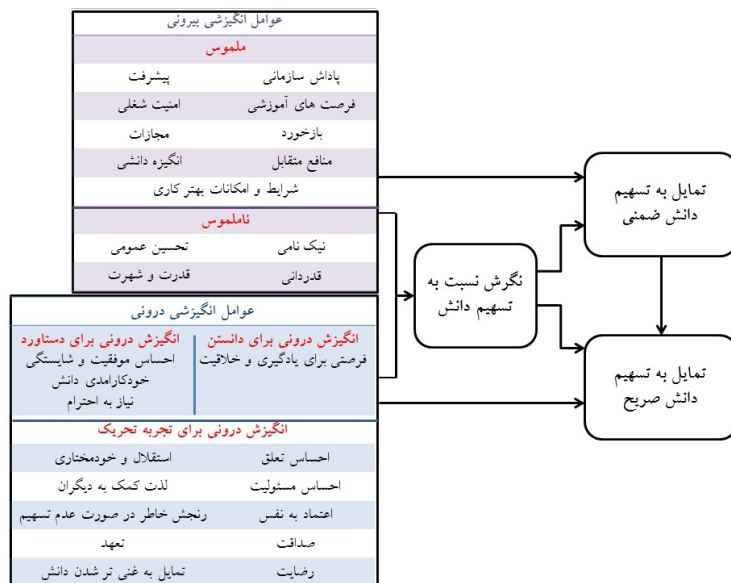 عوامل انگیزشی بیرونی
ملموس
پاداش سازمانی پیشرفت
فرصت های آموزشی امنیت شغلی
بازخورد مجازات
منافع متقابل انگیزه دانشی
شرایط و امکانات بهتر کاری
ناملموس
نیک نامی تحسین عمومی
قدردانی قدرت و شهرت
عوامل انگیزشی درونی
انگیزش درونی برای دانستن
فرصتی برای یادگیری و خلاقیت
انگیزش درونی برای دستاورد
احساس موفقیت و شایستگی
خودکارامدی دانش
نیاز به احترام
انگیزش درونی برای تجربه تحریک
احساس تعلق استقلال و خودمختاری
احساس مسئولیت لذت کمک به دیگران
اعتماد به نفس رنجش خاطر در صورت عدم تسهیم
صداقت تعهد
رضایت تمایل به غنی تر شدن دانش
نگرش نسبت به
تسهیم دانش
تمایل به تسهیم
دانش ضمنی
تمایل به تسهیم
دانش صریح